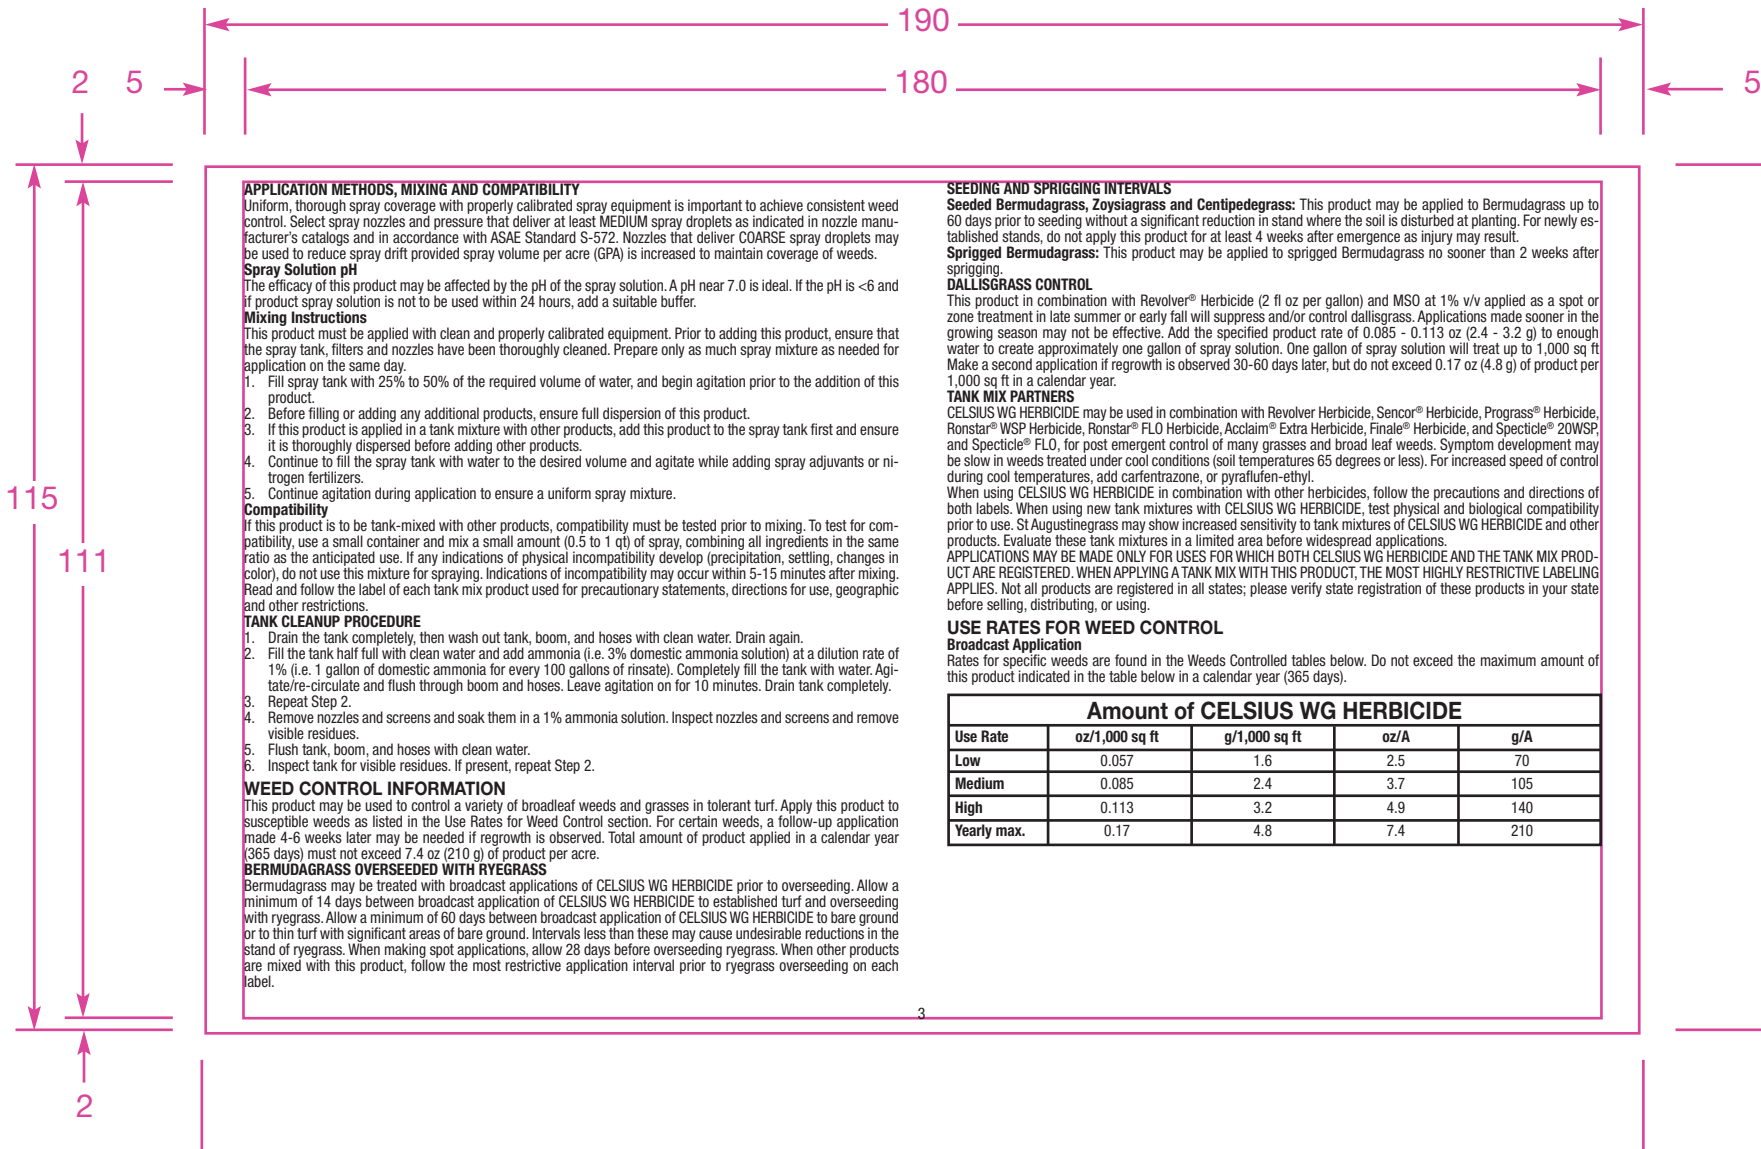 190
2 5 180 5
115
111
2
APPLICATION METHODS, MIXING AND COMPATIBILITY
Uniform, thorough spray coverage with properly calibrated spray equipment is important to achieve consistent weed
control. Select spray nozzles and pressure that deliver at least MEDIUM spray droplets as indicated in nozzle manu-
facturer's catalogs and in accordance with ASAE Standard S-572. Nozzles that deliver COARSE spray droplets may
be used to reduce spray drift provided spray volume per acre (GPA) is increased to maintain coverage of weeds.
Spray Solution pH
The efficacy of this product may be affected by the pH of the spray solution. A pH near 7.0 is ideal. If the pH is <6 and
if product spray solution is not to be used within 24 hours, add a suitable buffer.
Mixing Instructions
This product must be applied with clean and properly calibrated equipment. Prior to adding this product, ensure that
the spray tank, filters and nozzles have been thoroughly cleaned. Prepare only as much spray mixture as needed for
application on the same day.
1. Fill spray tank with 25% to 50% of the required volume of water, and begin agitation prior to the addition of this
product.
2. Before filling or adding any additional products, ensure full dispersion of this product.
3. If this product is applied in a tank mixture with other products, add this product to the spray tank first and ensure
it is thoroughly dispersed before adding other products.
4. Continue to fill the spray tank with water to the desired volume and agitate while adding spray adjuvants or ni-
trogen fertilizers.
5. Continue agitation during application to ensure a uniform spray mixture.
Compatibility
If this product is to be tank-mixed with other products, compatibility must be tested prior to mixing. To test for com-
patibility, use a small container and mix a small amount (0.5 to 1 qt) of spray, combining all ingredients in the same
ratio as the anticipated use. If any indications of physical incompatibility develop (precipitation, settling, changes in
color), do not use this mixture for spraying. Indications of incompatibility may occur within 5-15 minutes after mixing.
Read and follow the label of each tank mix product used for precautionary statements, directions for use, geographic
and other restrictions.
TANK CLEANUP PROCEDURE
1. Drain the tank completely, then wash out tank, boom, and hoses with clean water. Drain again.
2. Fill the tank half full with clean water and add ammonia (i.e. 3% domestic ammonia solution) at a dilution rate of
1% (i.e. 1 gallon of domestic ammonia for every 100 gallons of rinsate). Completely fill the tank with water. Agi-
tate/re-circulate and flush through boom and hoses. Leave agitation on for 10 minutes. Drain tank completely.
3. Repeat Step 2.
4. Remove nozzles and screens and soak them in a 1% ammonia solution. Inspect nozzles and screens and remove
visible residues.
5. Flush tank, boom, and hoses with clean water.
6. Inspect tank for visible residues. If present, repeat Step 2.
WEED CONTROL INFORMATION
This product may be used to control a variety of broadleaf weeds and grasses in tolerant turf. Apply this product to
susceptible weeds as listed in the Use Rates for Weed Control section. For certain weeds, a follow-up application
made 4-6 weeks later may be needed if regrowth is observed. Total amount of product applied in a calendar year
(365 days) must not exceed 7.4 oz (210 g) of product per acre.
BERMUDAGRASS OVERSEEDED WITH RYEGRASS
Bermudagrass may be treated with broadcast applications of CELSIUS WG HERBICIDE prior to overseeding. Allow a
minimum of 14 days between broadcast application of CELSIUS WG HERBICIDE to established turf and overseeding
with ryegrass. Allow a minimum of 60 days between broadcast application of CELSIUS WG HERBICIDE to bare ground
or to thin turf with significant areas of bare ground. Intervals less than these may cause undesirable reductions in the
stand of ryegrass. When making spot applications, allow 28 days before overseeding ryegrass. When other products
are mixed with this product, follow the most restrictive application interval prior to ryegrass overseeding on each
label.
SEEDING AND SPRIGGING INTERVALS
Seeded Bermudagrass, Zoysiagrass and Centipedegrass: This product may be applied to Bermudagrass up to
60 days prior to seeding without a significant reduction in stand where the soil is disturbed at planting. For newly es-
tablished stands, do not apply this product for at least 4 weeks after emergence as injury may result.
Sprigged Bermudagrass: This product may be applied to sprigged Bermudagrass no sooner than 2 weeks after
sprigging.
DALLISGRASS CONTROL
This product in combination with Revolver® Herbicide (2 fl oz per gallon) and MSO at 1% v/v applied as a spot or
zone treatment in late summer or early fall will suppress and/or control dallisgrass. Applications made sooner in the
growing season may not be effective. Add the specified product rate of 0.085 - 0.113 oz (2.4 - 3.2 g) to enough
water to create approximately one gallon of spray solution. One gallon of spray solution will treat up to 1,000 sq ft
Make a second application if regrowth is observed 30-60 days later, but do not exceed 0.17 oz (4.8 g) of product per
1,000 sq ft in a calendar year.
TANK MIX PARTNERS
CELSIUS WG HERBICIDE may be used in combination with Revolver Herbicide, Sencor® Herbicide, Prograss® Herbicide,
Ronstar® WSP Herbicide, Ronstar® FLO Herbicide, Acclaim® Extra Herbicide, Finale® Herbicide, and Specticle® 20WSP,
and Specticle® FLO, for post emergent control of many grasses and broad leaf weeds. Symptom development may
be slow in weeds treated under cool conditions (soil temperatures 65 degrees or less). For increased speed of control
during cool temperatures, add carfentrazone, or pyraflufen-ethyl.
When using CELSIUS WG HERBICIDE in combination with other herbicides, follow the precautions and directions of
both labels. When using new tank mixtures with CELSIUS WG HERBICIDE, test physical and biological compatibility
prior to use. St Augustinegrass may show increased sensitivity to tank mixtures of CELSIUS WG HERBICIDE and other
products. Evaluate these tank mixtures in a limited area before widespread applications.
APPLICATIONS MAY BE MADE ONLY FOR USES FOR WHICH BOTH CELSIUS WG HERBICIDE AND THE TANK MIX PROD-
UCT ARE REGISTERED. WHEN APPLYING A TANK MIX WITH THIS PRODUCT, THE MOST HIGHLY RESTRICTIVE LABELING
APPLIES. Not all products are registered in all states; please verify state registration of these products in your state
before selling, distributing, or using.
USE RATES FOR WEED CONTROL
Broadcast Application
Rates for specific weeds are found in the Weeds Controlled tables below. Do not exceed the maximum amount of
this product indicated in the table below in a calendar year (365 days).
Amount of CELSIUS WG HERBICIDE
Use Rate oz/1,000 sq ft g/1,000 sq ft oz/A g/A
Low 0.057 1.6 2.5 70
Medium 0.085 2.4 3.7 105
High 0.113 3.2 4.9 140
Yearly max. 0.17 4.8 7.4 210
3